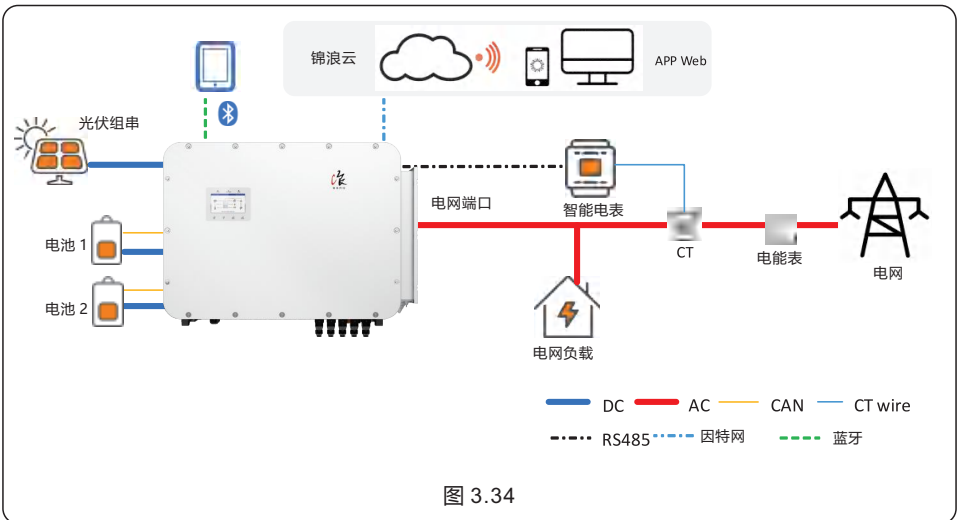 锦浪云
APP Web
光伏组串
电网端口
智能电表
电池 1
CT
电能表
电网
电池 2
电网负载
DC
AC
CAN
CT wire
RS485
因特网
蓝牙
图 3.34